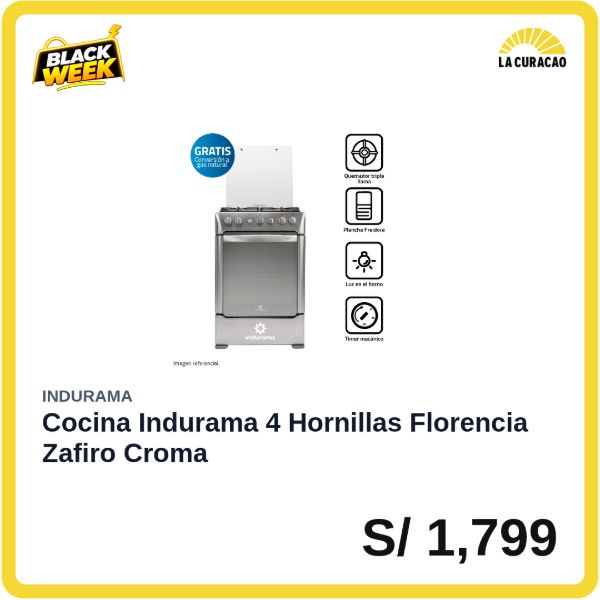 BLACK
WEEK
LA CURACAO
GRATIS
Conversión a
gas natural
Quemador triple
llama
Plancha Freidora
Luz en el horno
Timer mecánico
indurama
Imagen referencial.
INDURAMA
Cocina Indurama 4 Hornillas Florencia
Zafiro Croma
S/ 1,799